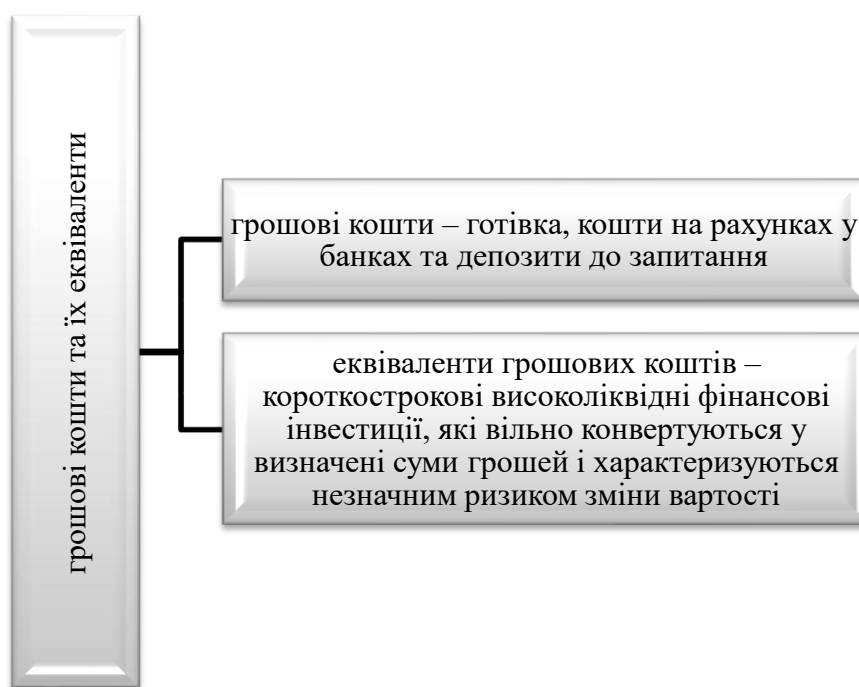 грошові кошти та їх еквіваленти
грошові кошти – готівка, кошти на рахунках у
банках та депозити до запитання
еквіваленти грошових коштів –
короткострокові високоліквідні фінансові
інвестиції, які вільно конвертуються у
визначені суми грошей і характеризуються
незначним ризиком зміни вартості